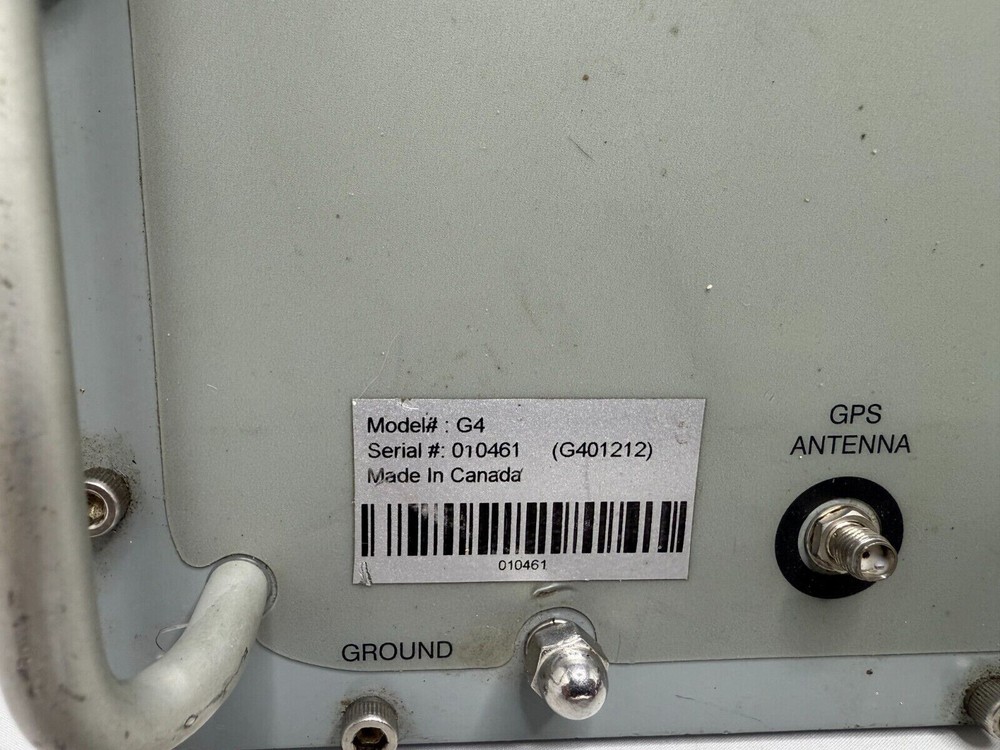 Model# : G4
Serial #: 010461 (G401212)
Made In Canada
010461
GPS
ANTENNA
GROUND